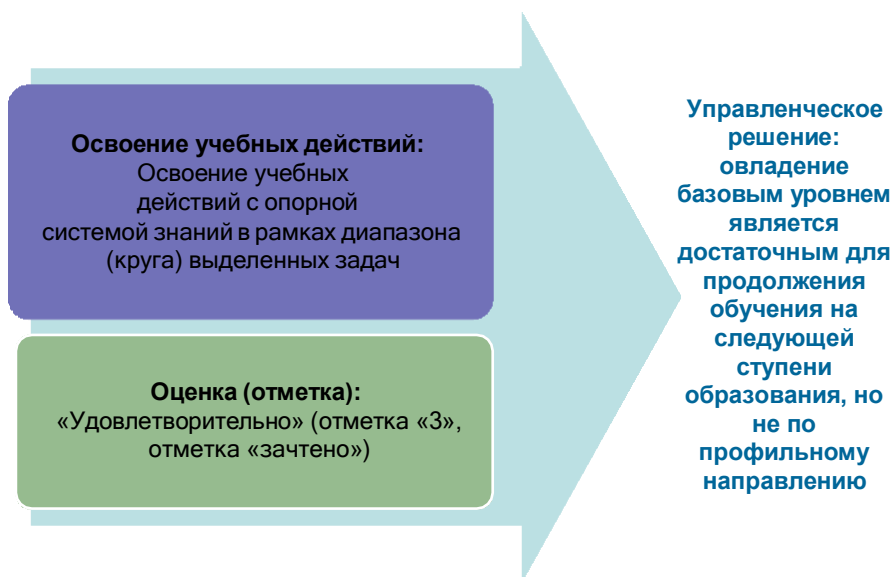 Освоение учебных действий:
Освоение учебных
действий с опорной
системой знаний в рамках диапазона
(круга) выделенных задач
Оценка (отметка):
«Удовлетворительно» (отметка «3»,
отметка «зачтено»)
Управленческое
решение:
овладение
базовым уровнем
является
достаточным для
продолжения
обучения на
следующей
ступени
образования, но
не по
профильному
направлению